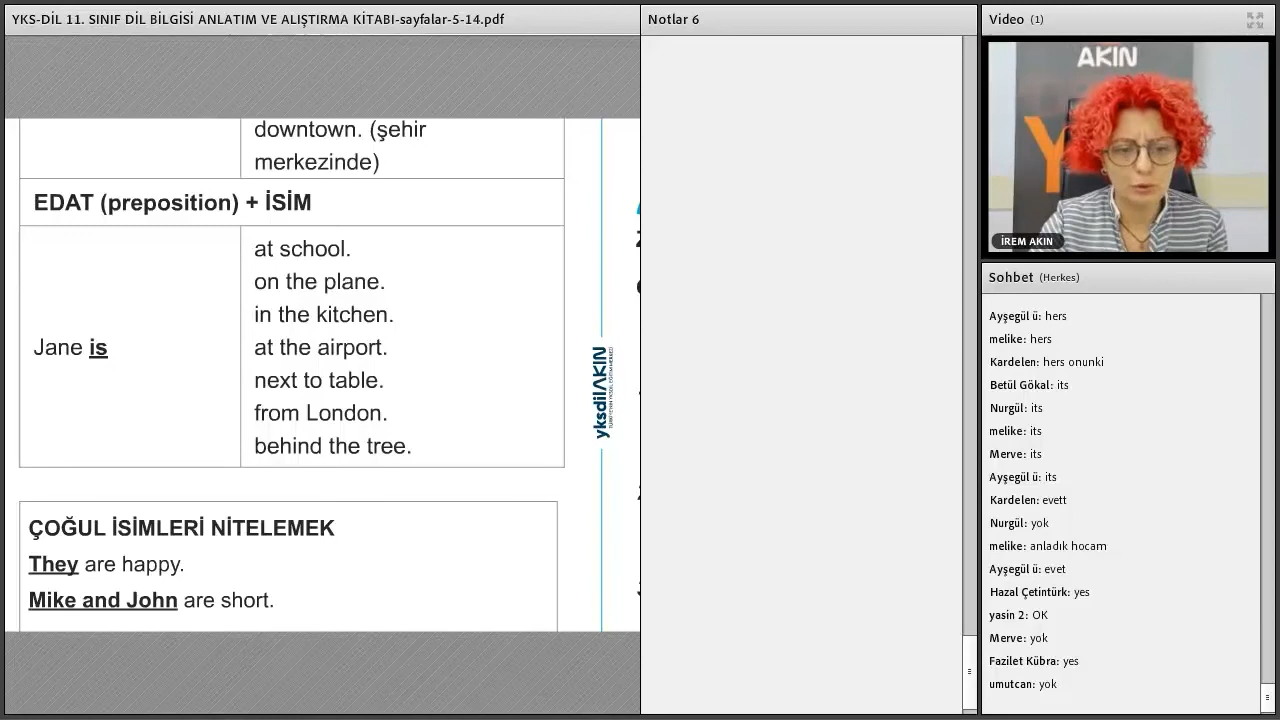 YKS-DİL 11. SINIF DİL BİLGİSİ ANLATIM VE ALIŞTIRMA KİTABI-sayfalar-5-14.pdf
downtown. (şehir
merkezinde)
EDAT (preposition) + İSİM
Jane is
at school.
on the plane.
in the kitchen.
at the airport.
next to table.
from London.
behind the tree.
ÇOĞUL İSİMLERİ NİTELEMEK
They are happy.
Mike and John are short.
yksdilAKIN
Notlar 6
Video (1)
AKIN
Y
İREM AKIN
Sohbet (Herkes)
Ayşegül ü: hers
melike: hers
Kardelen: hers onunki
Betül Gökal: its
Nurgül: its
melike: its
Merve: its
Ayşegül ü: its
Kardelen: evett
Nurgül: yok
melike: anladık hocam
Ayşegül ü: evet
Hazal Çetintürk: yes
yasin 2: OK
Merve: yok
Fazilet Kübra: yes
umutcan: yok